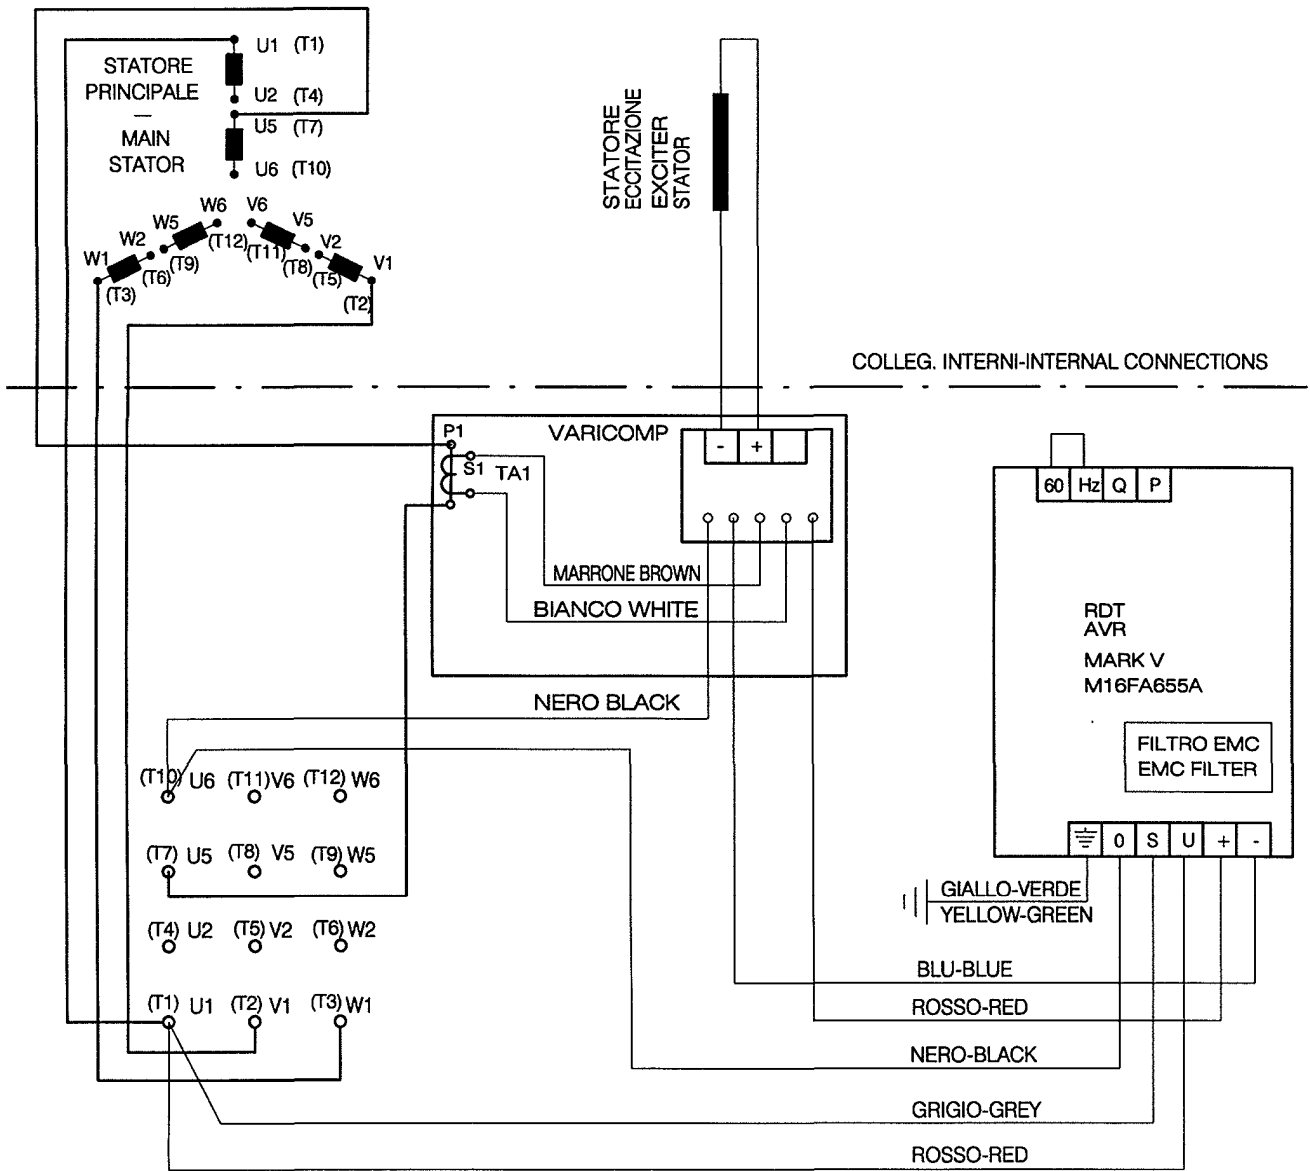 U1 (T1)
STATORE
PRINCIPALE
—
MAIN
STATOR
U2 (T4)
U5 (T7)
U6 (T10)
W6 V6
W5 V5
W2 (T12) (T11) V2
W1 (T9) (T8) V1
(T6) (T5)
(T3) (T2)
STATORE
ECCITAZIONE
EXCITER
STATOR
COLLEG. INTERNI-INTERNAL CONNECTIONS
P1 VARICOMP
- +
S1 TA1
60 Hz Q P
MARRONE BROWN
BIANCO WHITE
RDT
AVR
MARK V
M16FA655A
NERO BLACK
FILTRO EMC
EMC FILTER
(T10) U6 (T11) V6 (T12) W6
0 S U + -
(T7) U5 (T8) V5 (T9) W5
GIALLO-VERDE
YELLOW-GREEN
(T4) U2 (T5) V2 (T6) W2
BLU-BLUE
(T1) U1 (T2) V1 (T3) W1
ROSSO-RED
NERO-BLACK
GRIGIO-GREY
ROSSO-RED